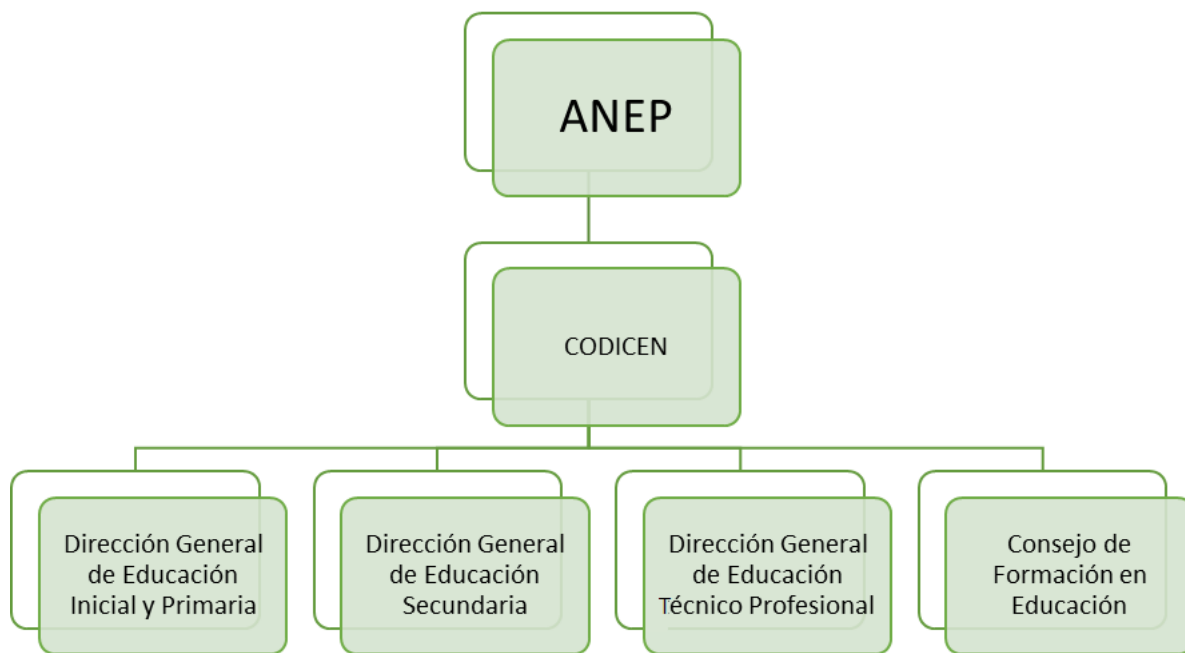 ANEP
CODICEN
Dirección General
de Educación
Inicial y Primaria
Dirección General
de Educación
Secundaria
Dirección General
de Educación
Técnico Profesional
Consejo de
Formación en
Educación